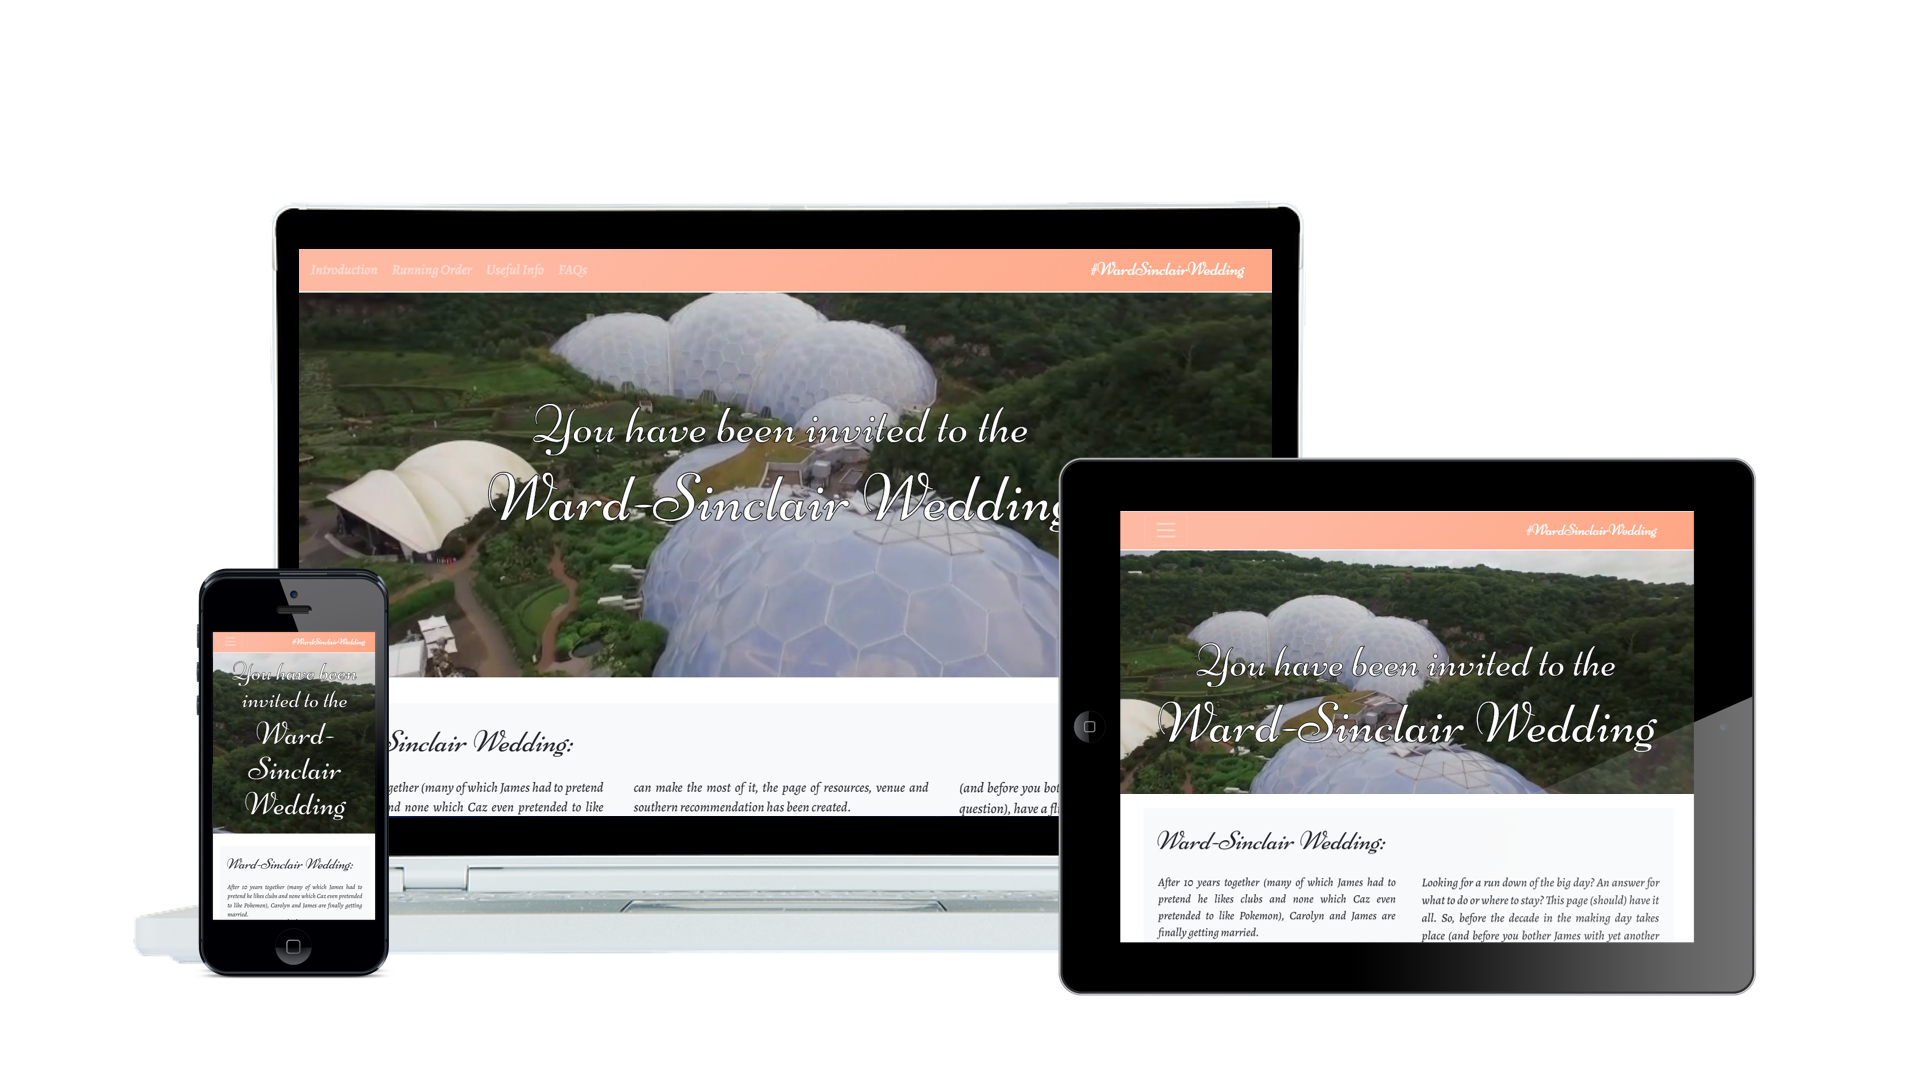 Introduction Running Order Useful Info FAQs #WardSinclairWedding
You have been invited to the
Ward-Sinclair Wedding
Sinclair Wedding:
gether (many of which James had to pretend
nd none which Caz even pretended to like
can make the most of it, the page of resources, venue and
southern recommendation has been created.
(and before you bot
question), have a fl
#WardSinclairWedding
You have been
invited to the
Ward-
Sinclair
Wedding
Ward-Sinclair Wedding:
After 10 years together (many of which James had to
pretend he likes clubs and none which Caz even pretended
to like Pokemon), Carolyn and James are finally getting
married.
#WardSinclairWedding
You have been invited to the
Ward-Sinclair Wedding
Ward-Sinclair Wedding:
After 10 years together (many of which James had to
pretend he likes clubs and none which Caz even
pretended to like Pokemon), Carolyn and James are
finally getting married.
Looking for a run down of the big day? An answer for
what to do or where to stay? This page (should) have it
all. So, before the decade in the making day takes
place (and before you bother James with yet another